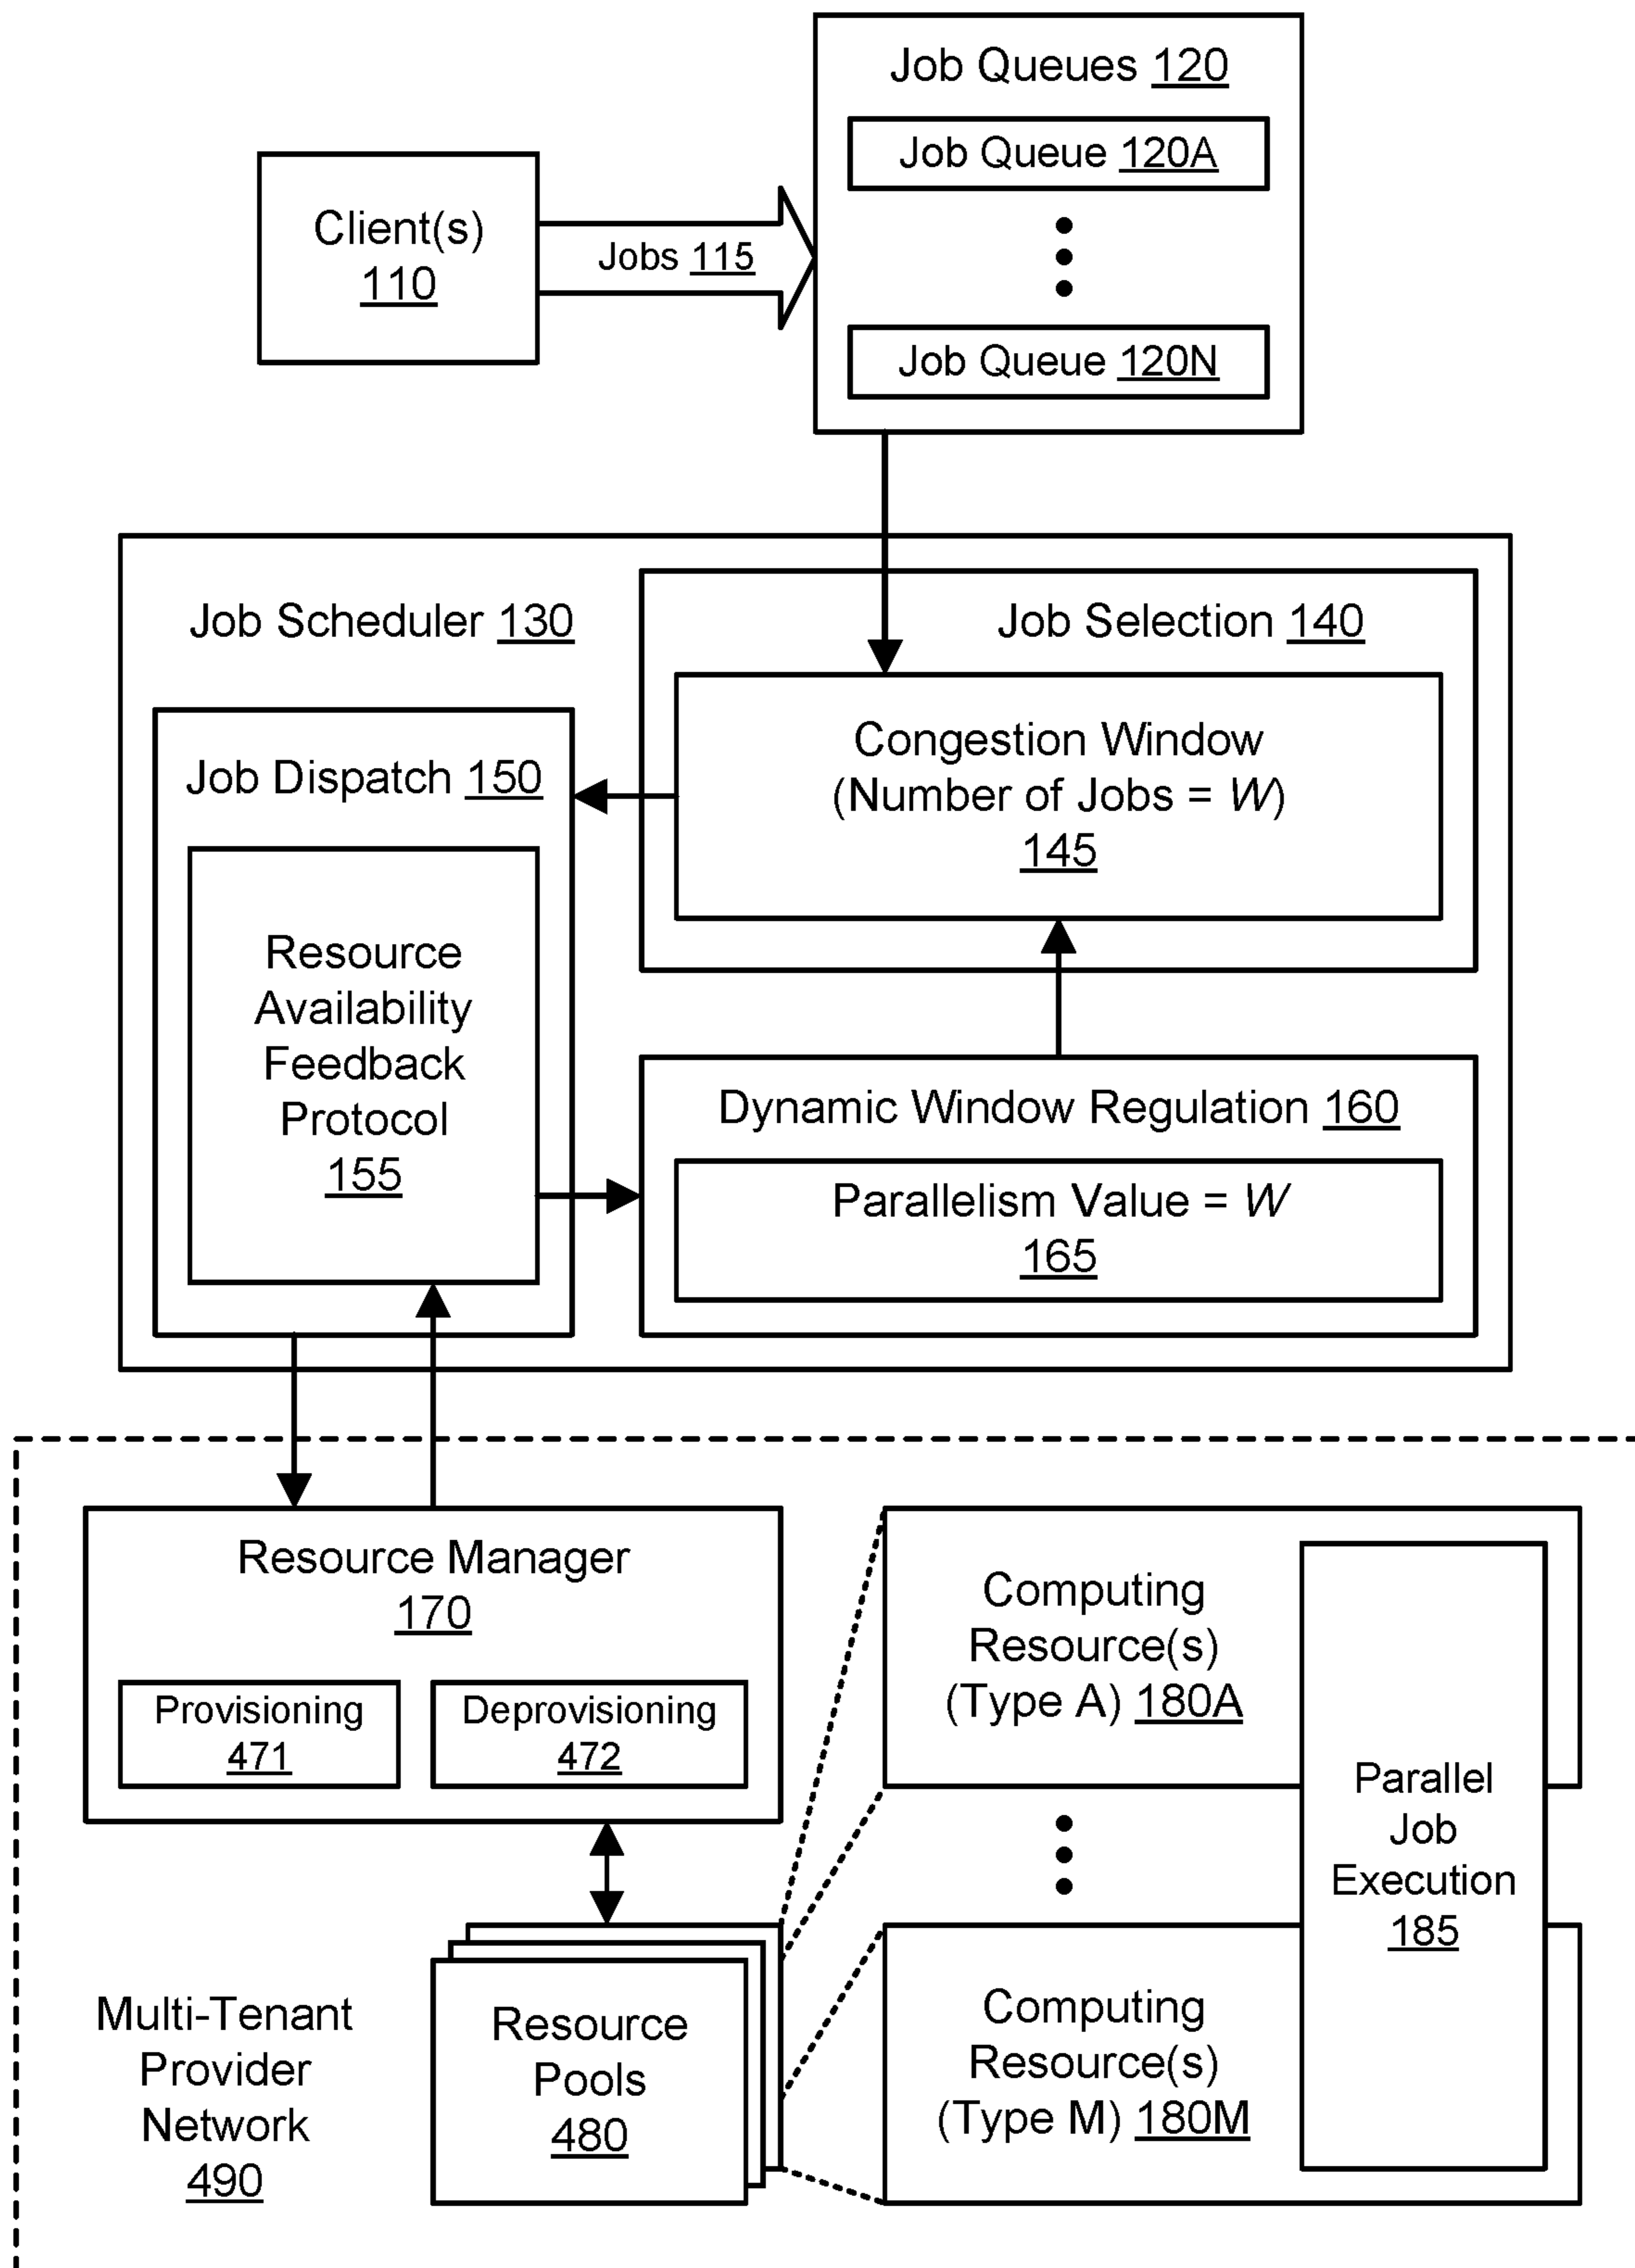 Job Queues 120
Job Queue 120A
Client(s)
110
Jobs 115
Job Queue 120N
Job Scheduler 130
Job Selection 140
Congestion Window
(Number of Jobs = W)
145
Job Dispatch 150
Resource
Availability
Feedback
Protocol
155
Dynamic Window Regulation 160
Parallelism Value = W
165
Resource Manager
170
Provisioning
471
Deprovisioning
472
Computing
Resource(s)
(Type A) 180A
Parallel
Job
Execution
185
Computing
Resource(s)
(Type M) 180M
Resource
Pools
480
Multi-Tenant
Provider
Network
490